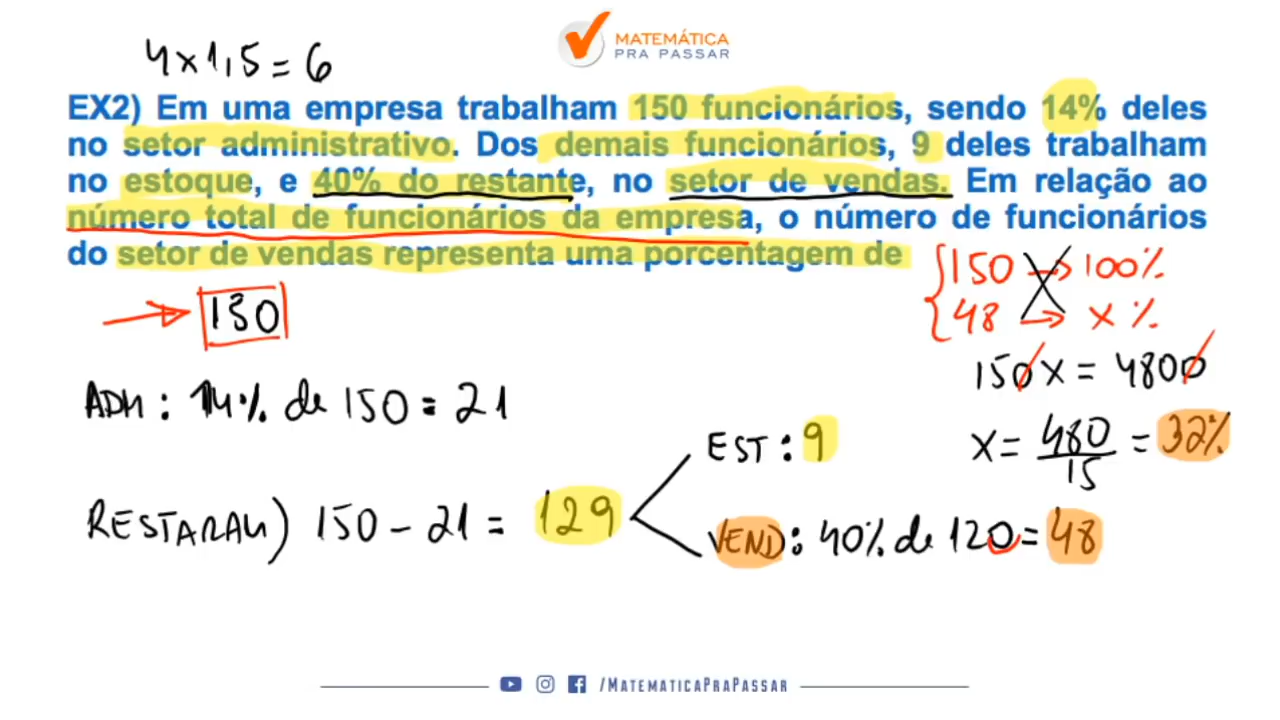 MATEMÁTICA
PRA PASSAR
4 x 1,5 = 6
EX2) Em uma empresa trabalham 150 funcionários, sendo 14% deles
no setor administrativo. Dos demais funcionários, 9 deles trabalham
no estoque, e 40% do restante, no setor de vendas. Em relação ao
número total de funcionários da empresa, o número de funcionários
do setor de vendas representa uma porcentagem de
150 → 100%
48 → x %
→ 150
150x = 4800
ADM : 14% de 150 = 21
EST : 9
x = 480/15 = 32%
RESTARAM) 150 - 21 = 129
VEND : 40% de 120 = 48
/MATEMATICAPRAPASSAR